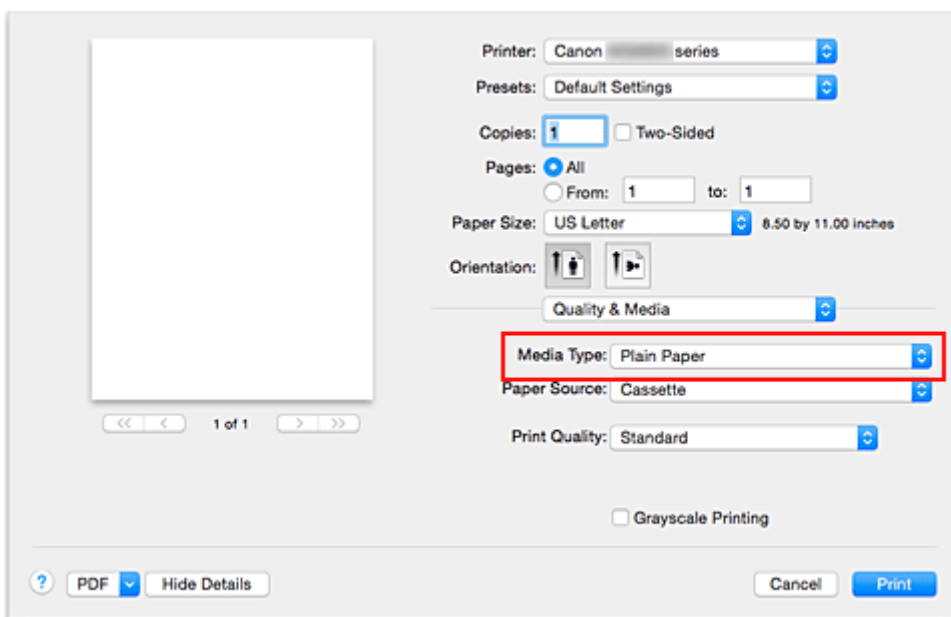 Printer: Canon series
Presets: Default Settings
Copies: 1 Two-Sided
Pages: All
From: 1 to: 1
Paper Size: US Letter 8.50 by 11.00 inches
Orientation:
Quality & Media
Media Type: Plain Paper
Paper Source: Cassette
<< < 1 of 1 > >>
Print Quality: Standard
Grayscale Printing
? PDF Hide Details Cancel Print